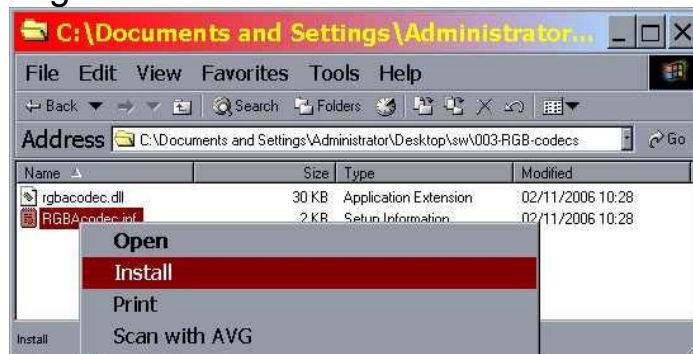 C:\Documents and Settings\Administrator...
File Edit View Favorites Tools Help
Back Search Folders
Address C:\Documents and Settings\Administrator\Desktop\sw\003-RGB-codecs Go
Name Size Type Modified
rgbacodec.dll 30 KB Application Extension 02/11/2006 10:28
RGBAcodec.inf 2 KB Setup Information 02/11/2006 10:28
Open
Install
Print
Scan with AVG
Install